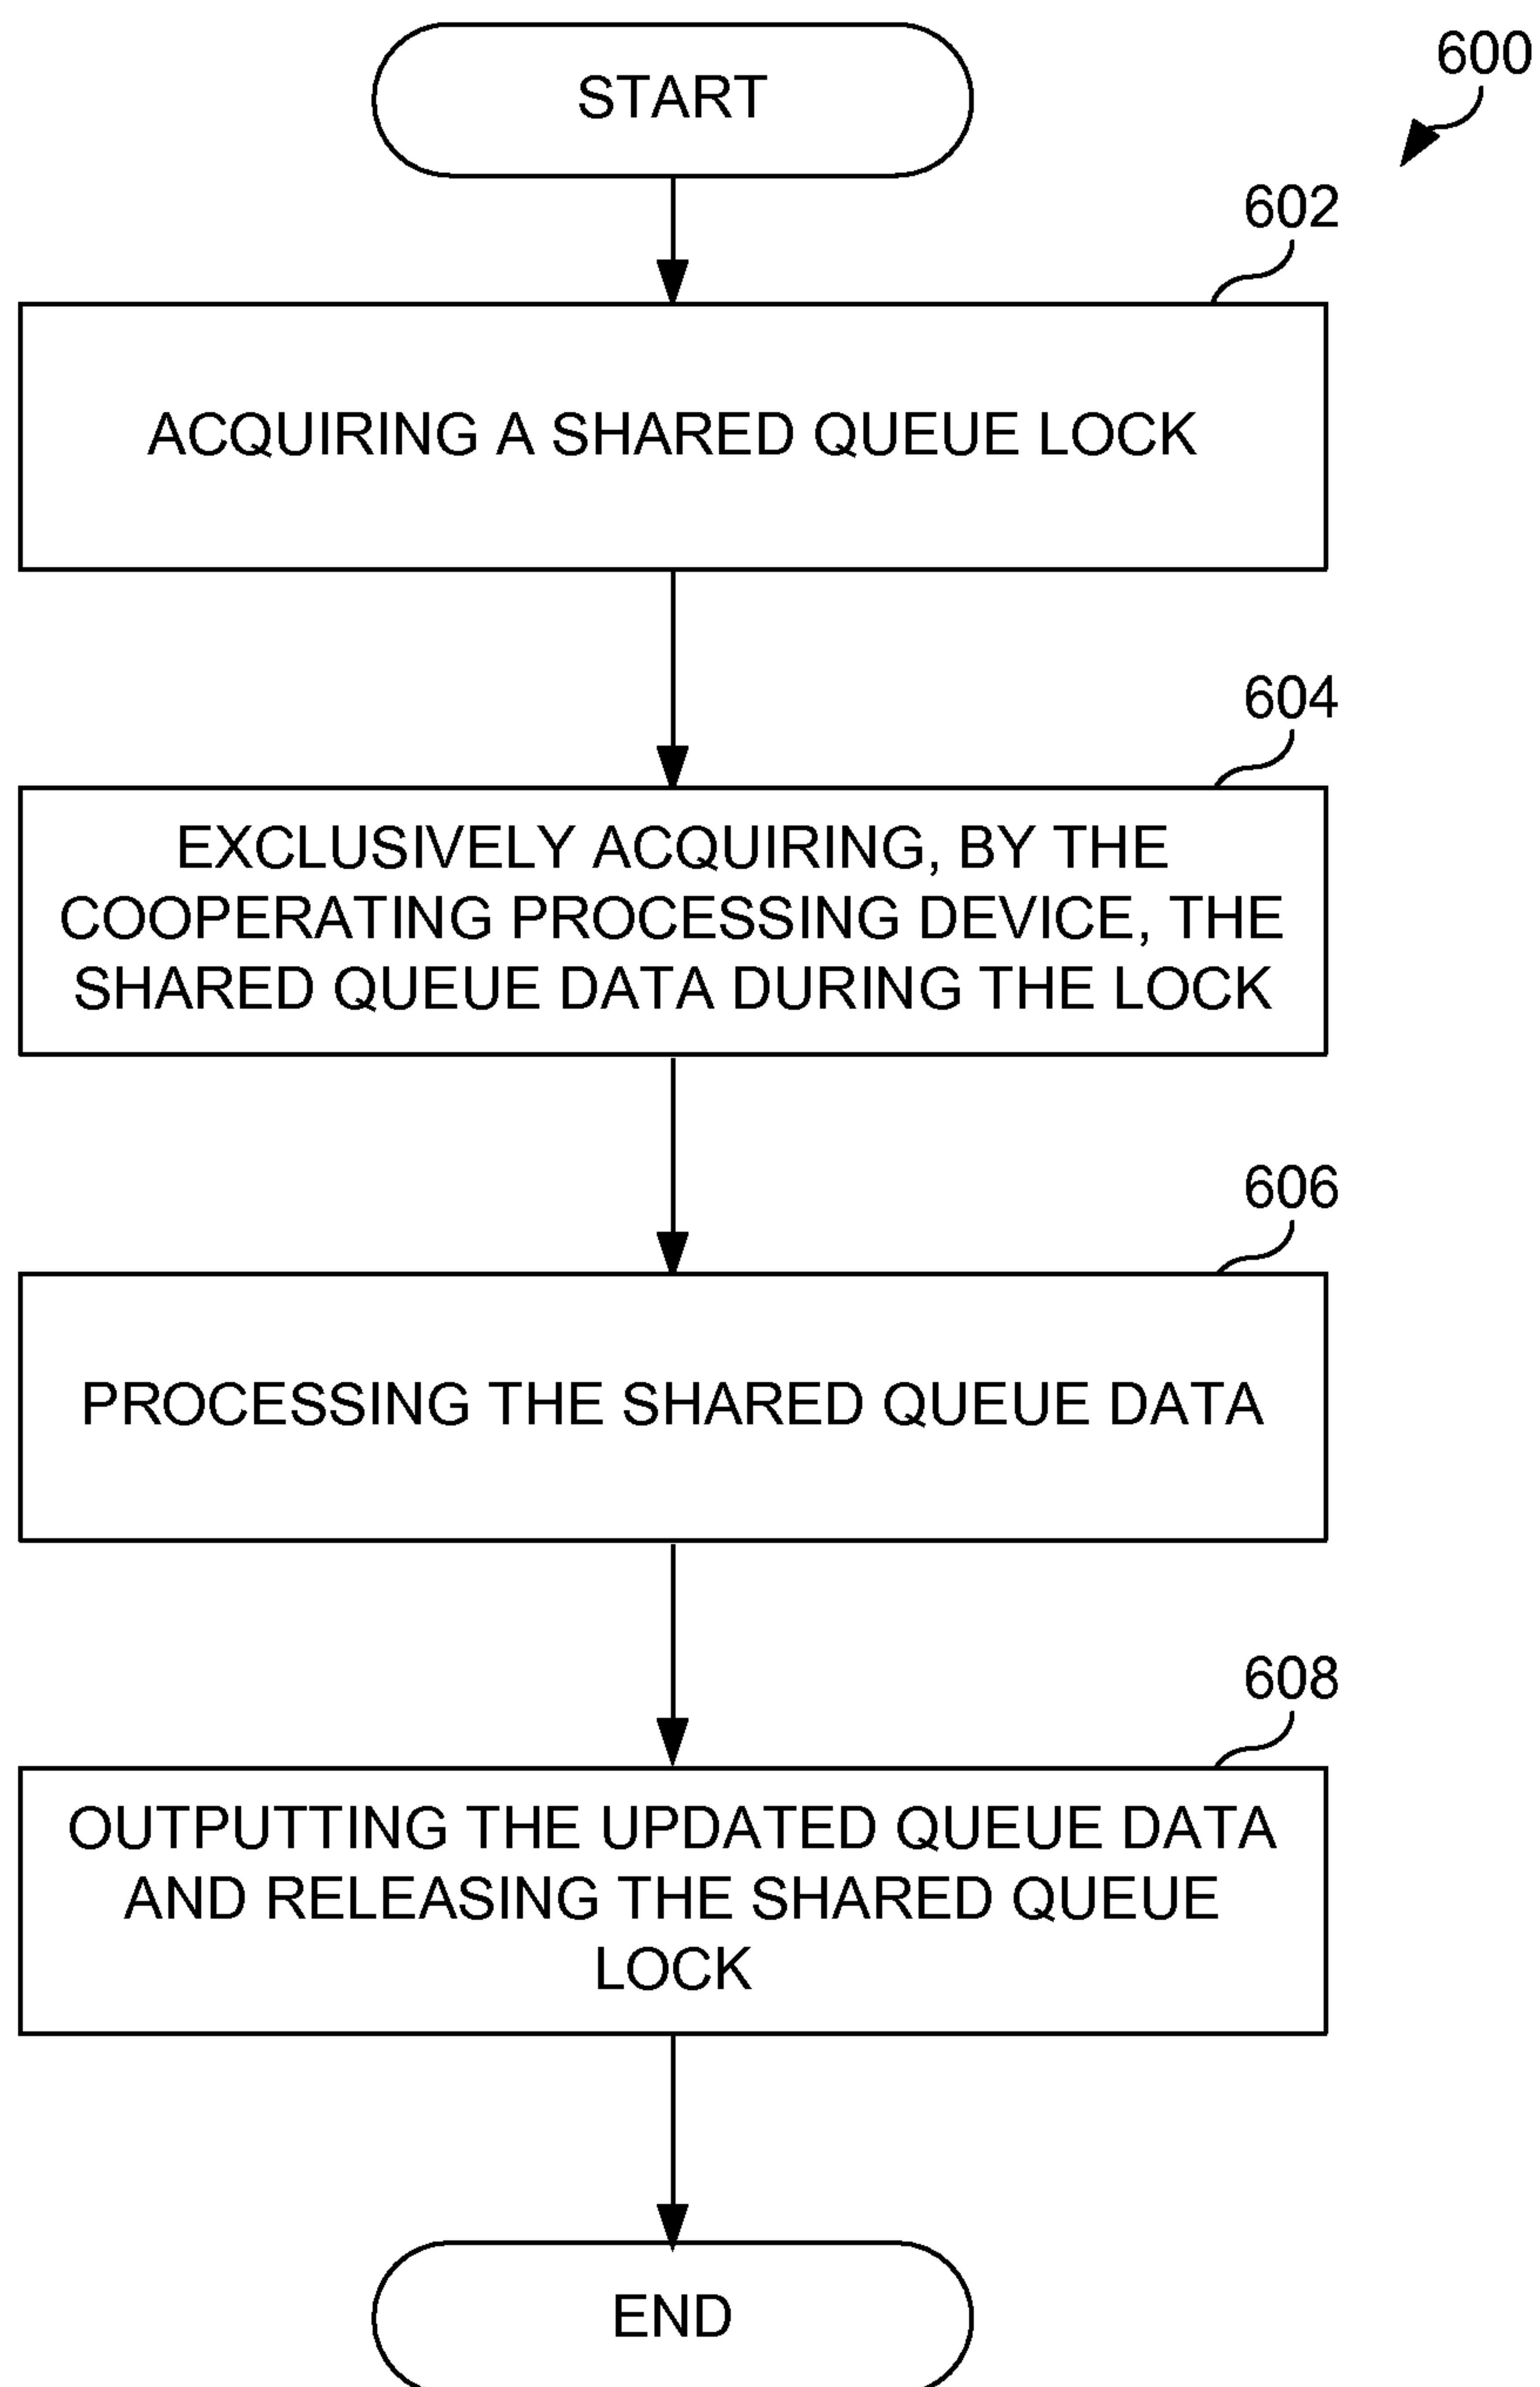 START
600
602
ACQUIRING A SHARED QUEUE LOCK
604
EXCLUSIVELY ACQUIRING, BY THE
COOPERATING PROCESSING DEVICE, THE
SHARED QUEUE DATA DURING THE LOCK
606
PROCESSING THE SHARED QUEUE DATA
608
OUTPUTTING THE UPDATED QUEUE DATA
AND RELEASING THE SHARED QUEUE
LOCK
END